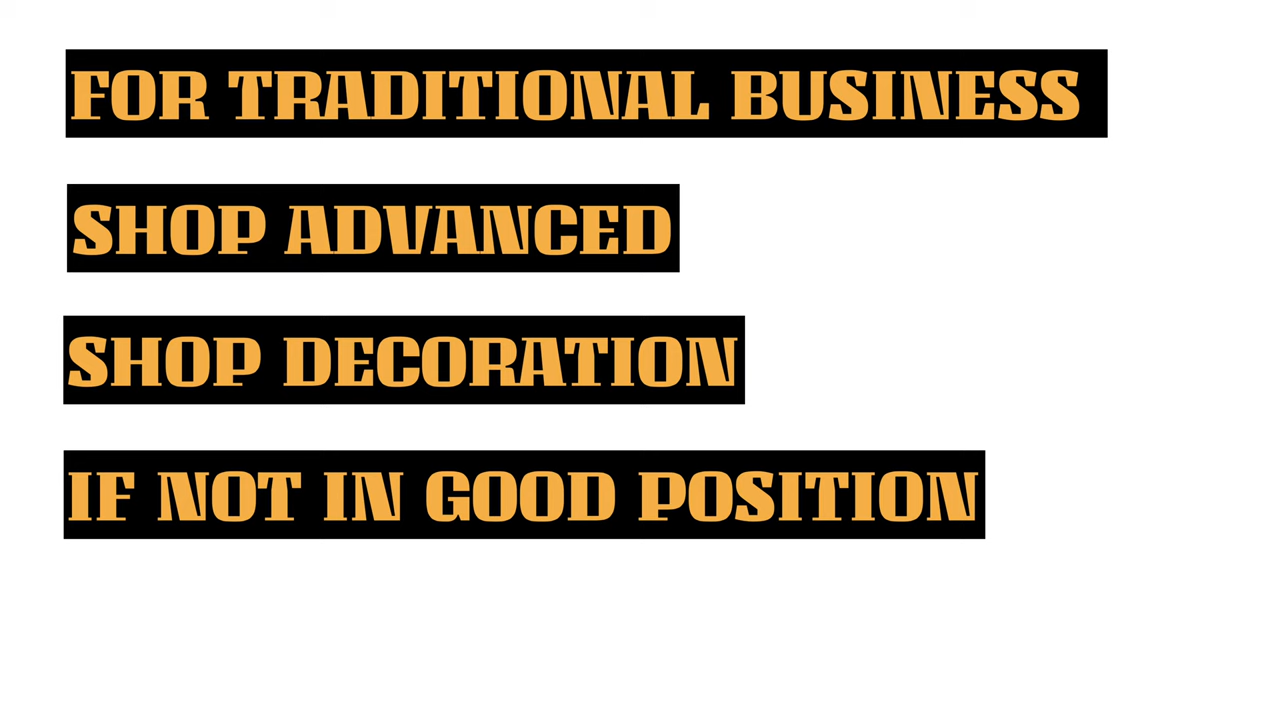 FOR TRADITIONAL BUSINESS
SHOP ADVANCED
SHOP DECORATION
IF NOT IN GOOD POSITION